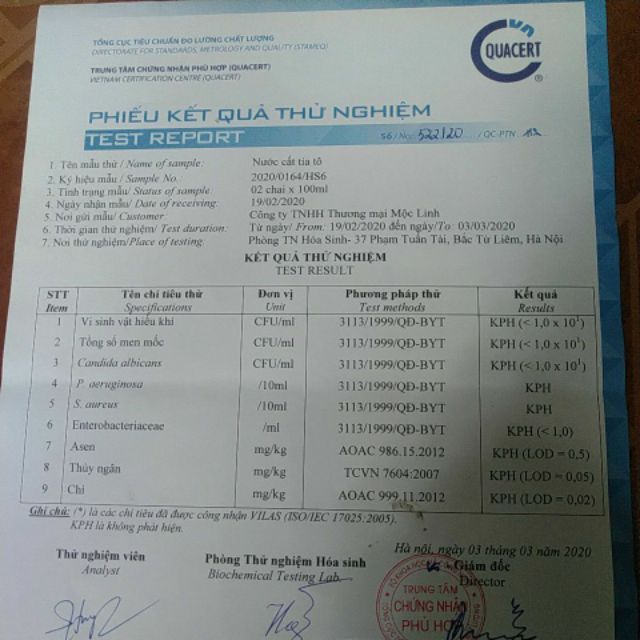 TỔNG CỤC TIÊU CHUẨN ĐO LƯỜNG CHẤT LƯỢNG
DIRECTORATE FOR STANDARDS, METROLOGY AND QUALITY (STAMEQ)
TRUNG TÂM CHỨNG NHẬN PHÙ HỢP (QUACERT)
VIETNAM CERTIFICATION CENTRE (QUACERT)
QUACERT ®
PHIẾU KẾT QUẢ THỬ NGHIỆM
TEST REPORT
Số/No: 522/20 /QC-PTN
1. Tên mẫu thử / Name of sample: Nước cất tía tô
2. Ký hiệu mẫu / Sample No. 2020/0164/HS6
3. Tình trạng mẫu/ Status of sample: 02 chai x 100ml
4. Ngày nhận mẫu/ Date of receiving: 19/02/2020
5. Nơi gửi mẫu/ Customer: Công ty TNHH Thương mại Mộc Linh
6. Thời gian thử nghiệm/ Test duration: Từ ngày/ From: 19/02/2020 đến ngày/To: 03/03/2020
7. Nơi thử nghiệm/Place of testing: Phòng TN Hóa Sinh- 37 Phạm Tuấn Tài, Bắc Từ Liêm, Hà Nội
KẾT QUẢ THỬ NGHIỆM
TEST RESULT
STT Tên chỉ tiêu thử Đơn vị Phương pháp thử Kết quả
Item Specifications Unit Test methods Results
1 Vi sinh vật hiếu khí CFU/ml 3113/1999/QĐ-BYT KPH (< 1,0 x 10¹)
2 Tổng số men mốc CFU/ml 3113/1999/QĐ-BYT KPH (< 1,0 x 10¹)
3 Candida albicans CFU/ml 3113/1999/QĐ-BYT KPH (< 1,0 x 10¹)
4 P. aeruginosa /10ml 3113/1999/QĐ-BYT KPH
5 S. aureus /10ml 3113/1999/QĐ-BYT KPH
6 Enterobacteriaceae /ml 3113/1999/QĐ-BYT KPH (< 1,0)
7 Asen mg/kg AOAC 986.15.2012 KPH (LOD = 0,5)
8 Thủy ngân mg/kg TCVN 7604:2007 KPH (LOD = 0,05)
9 Chì mg/kg AOAC 999.11.2012 KPH (LOD = 0,02)
Ghi chú: (*) là các chỉ tiêu đã được công nhận VILAS (ISO/IEC 17025:2005).
KPH là không phát hiện.
Hà nội, ngày 03 tháng 03 năm 2020
Thử nghiệm viên Phòng Thử nghiệm Hóa sinh Giám đốc
Analyst Biochemical Testing Lab. Director
TRUNG TÂM
CHỨNG NHẬN
PHÙ HỢP